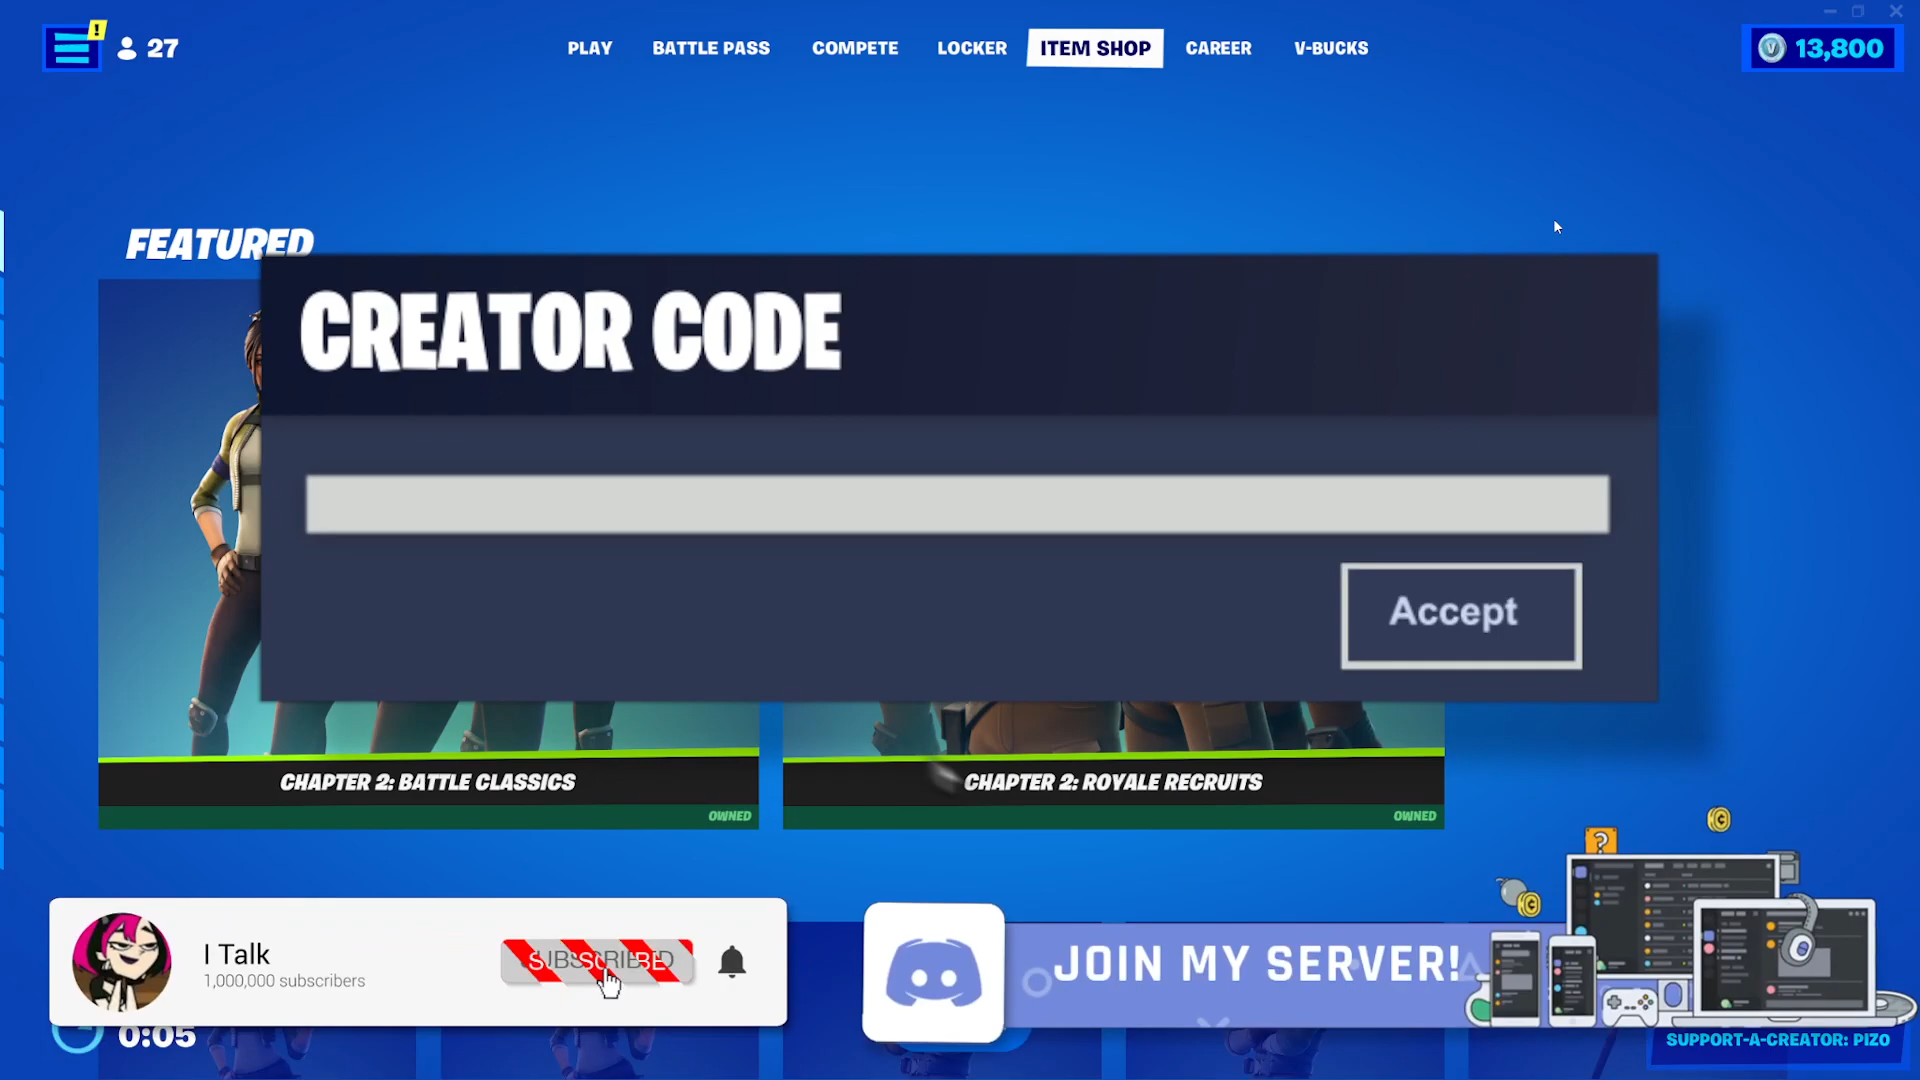 !
27
PLAY
BATTLE PASS
COMPETE
LOCKER
ITEM SHOP
CAREER
V-BUCKS
13,800
FEATURED
CREATOR CODE
Accept
CHAPTER 2: BATTLE CLASSICS
OWNED
CHAPTER 2: ROYALE RECRUITS
OWNED
?
I Talk
1,000,000 subscribers
SUBSCRIBED
JOIN MY SERVER!
0:05
SUPPORT-A-CREATOR: PIZO